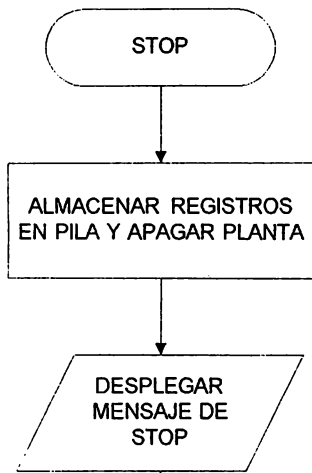 STOP
ALMACENAR REGISTROS
EN PILA Y APAGAR PLANTA
DESPLEGAR
MENSAJE DE
STOP